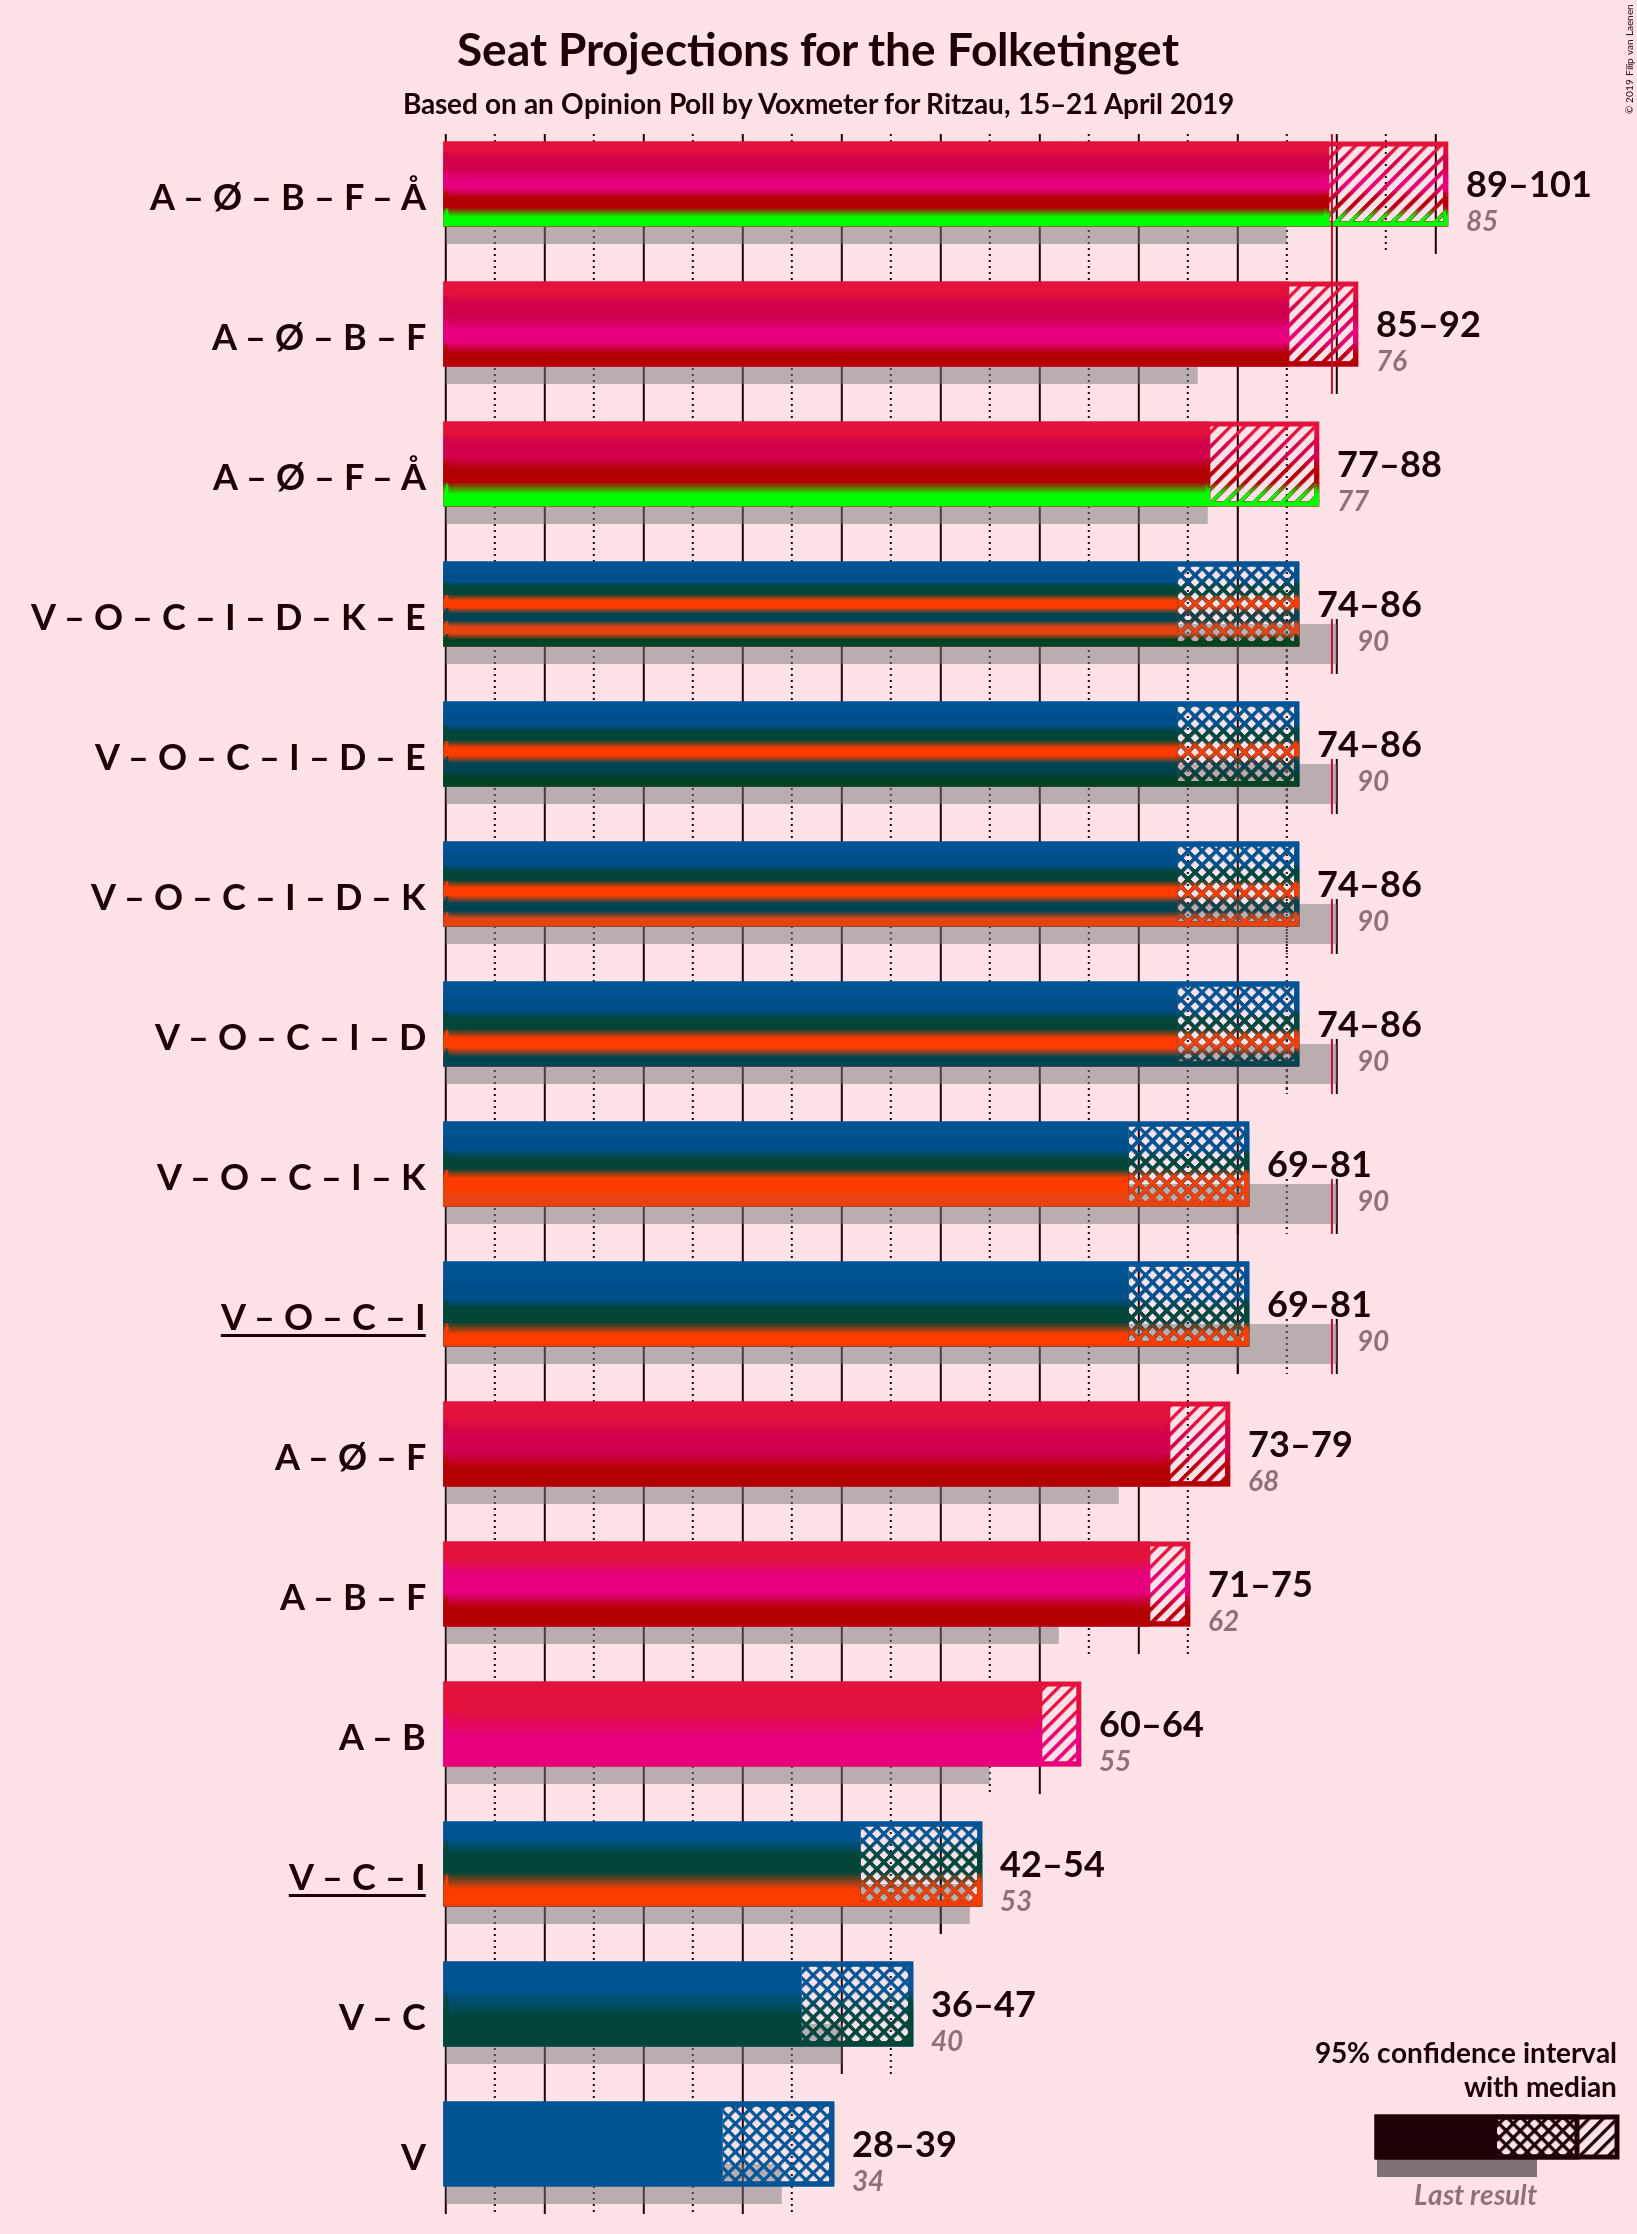 © 2019 Filip van Laenen
Seat Projections for the Folketinget
Based on an Opinion Poll by Voxmeter for Ritzau, 15–21 April 2019
A – Ø – B – F – Å
89–101
85
A – Ø – B – F
85–92
76
A – Ø – F – Å
77–88
77
V – O – C – I – D – K – E
74–86
90
V – O – C – I – D – E
74–86
90
V – O – C – I – D – K
74–86
90
V – O – C – I – D
74–86
90
V – O – C – I – K
69–81
90
V – O – C – I
69–81
90
A – Ø – F
73–79
68
A – B – F
71–75
62
A – B
60–64
55
V – C – I
42–54
53
V – C
36–47
40
V
28–39
34
95% confidence interval
with median
Last result